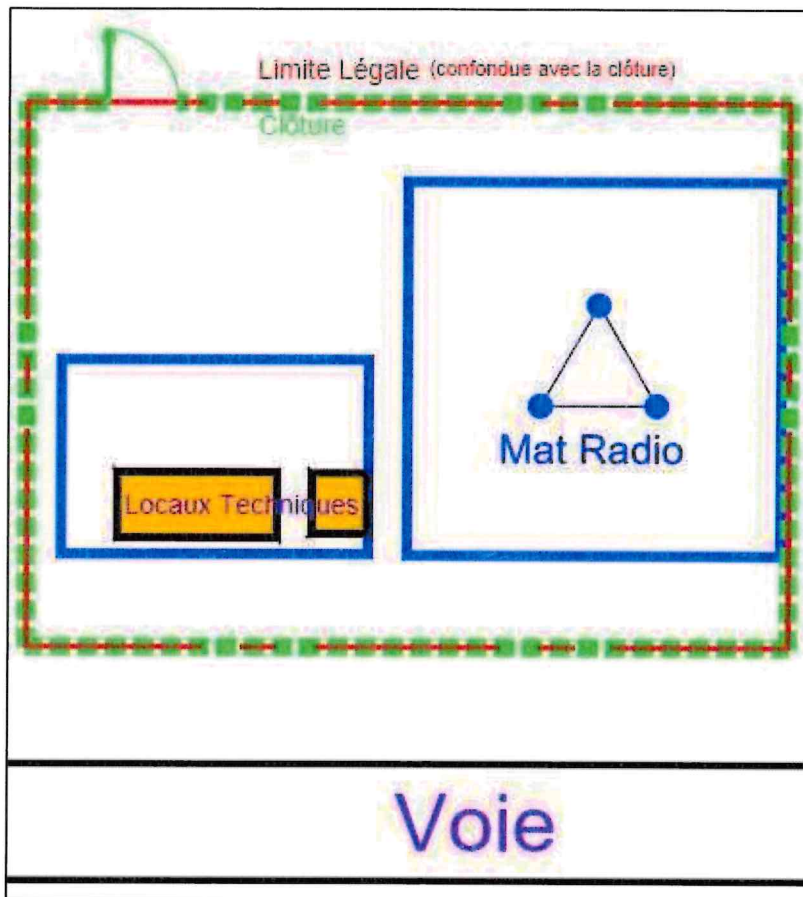 Limite Légale (confondue avec la clôture)
Clôture
Mat Radio
Locaux Techniques
Voie